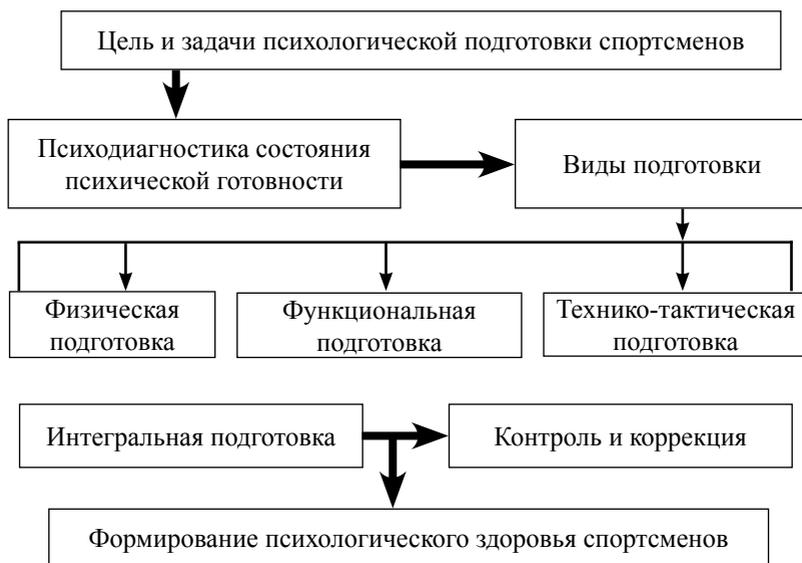 Цель и задачи психологической подготовки спортсменов
Психодиагностика состояния
психической готовности
Виды подготовки
Физическая
подготовка
Функциональная
подготовка
Технико-тактическая
подготовка
Интегральная подготовка
Контроль и коррекция
Формирование психологического здоровья спортсменов